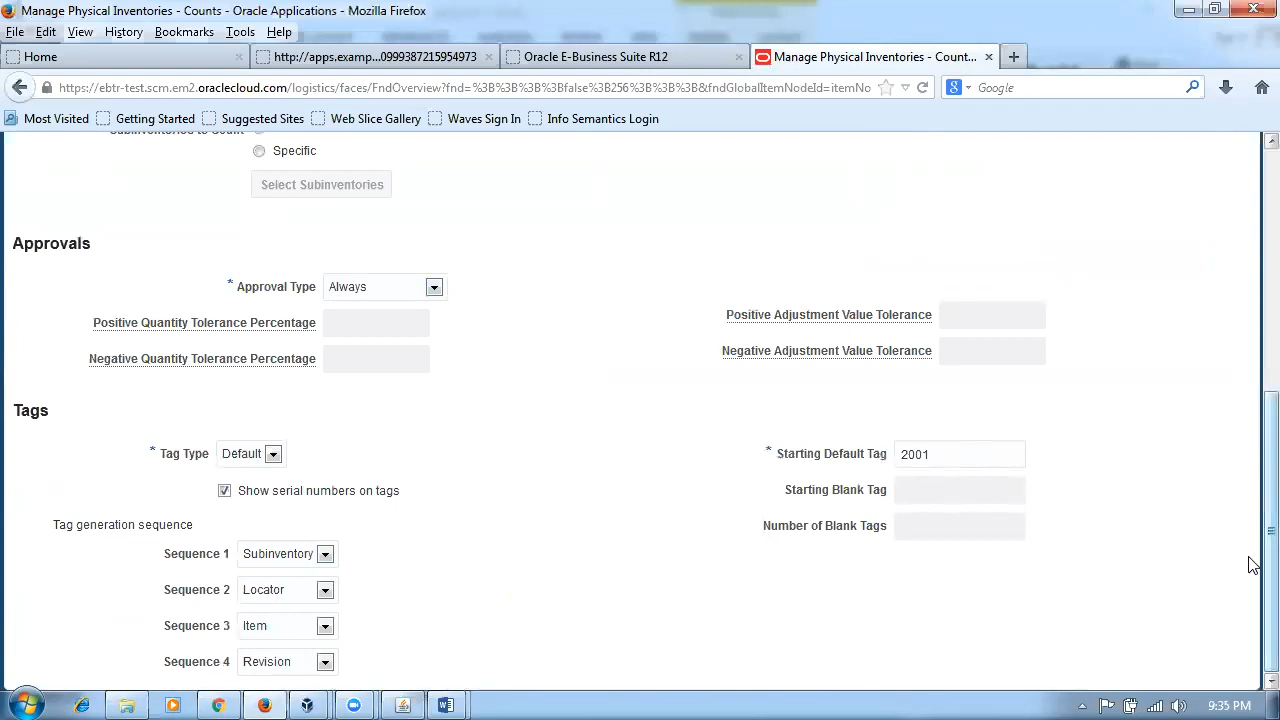 Manage Physical Inventories - Counts - Oracle Applications - Mozilla Firefox
File Edit View History Bookmarks Tools Help
Home
http://apps.examp...0999387215954973
Oracle E-Business Suite R12
Manage Physical Inventories - Count...
https://ebtr-test.scm.em2.oraclecloud.com/logistics/faces/FndOverview?fnd=%3B%3B%3Bfalse%3B256%3B%3B%3B&fndGlobalItemNodeId=itemNo
Google
Most Visited Getting Started Suggested Sites Web Slice Gallery Waves Sign In Info Semantics Login
Subinventories to Count
Specific
Select Subinventories
Approvals
* Approval Type Always
Positive Quantity Tolerance Percentage
Positive Adjustment Value Tolerance
Negative Quantity Tolerance Percentage
Negative Adjustment Value Tolerance
Tags
* Tag Type Default
* Starting Default Tag 2001
Show serial numbers on tags
Starting Blank Tag
Tag generation sequence
Number of Blank Tags
Sequence 1 Subinventory
Sequence 2 Locator
Sequence 3 Item
Sequence 4 Revision
9:35 PM